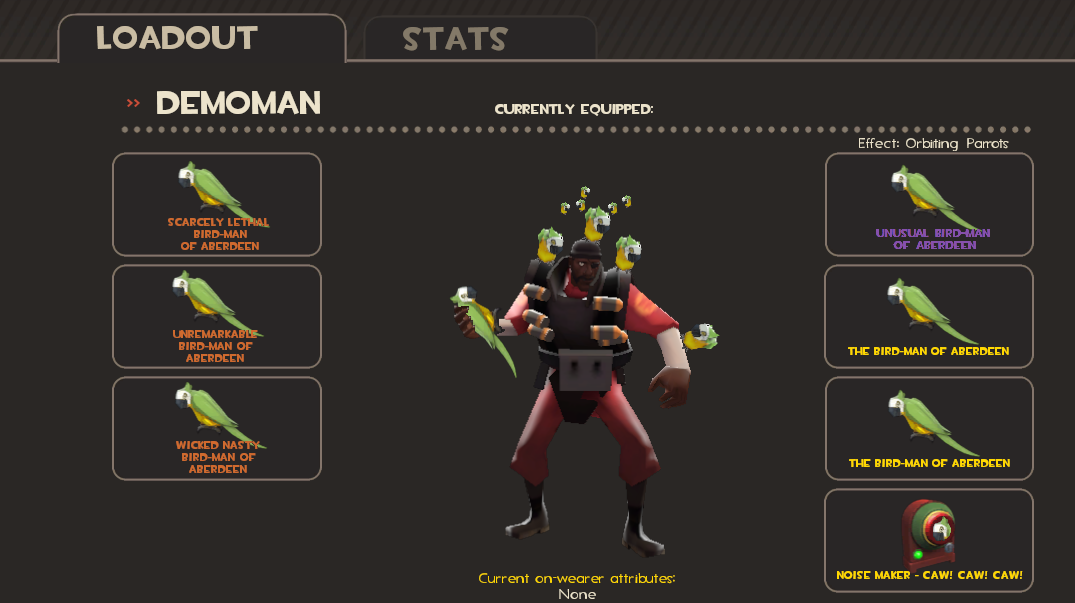 LOADOUT
STATS
>> DEMOMAN
CURRENTLY EQUIPPED:
Effect: Orbiting Parrots
SCARCELY LETHAL
BIRD-MAN
OF ABERDEEN
UNREMARKABLE
BIRD-MAN OF
ABERDEEN
WICKED NASTY
BIRD-MAN OF
ABERDEEN
UNUSUAL BIRD-MAN
OF ABERDEEN
THE BIRD-MAN OF ABERDEEN
THE BIRD-MAN OF ABERDEEN
NOISE MAKER - CAW! CAW! CAW!
Current on-wearer attributes:
None